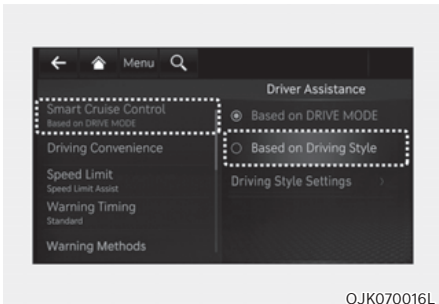 Menu
Driver Assistance
Smart Cruise Control
Based on DRIVE MODE
Driving Convenience
Speed Limit
Speed Limit Assist
Warning Timing
Standard
Warning Methods
Based on DRIVE MODE
Based on Driving Style
Driving Style Settings
OJK070016L